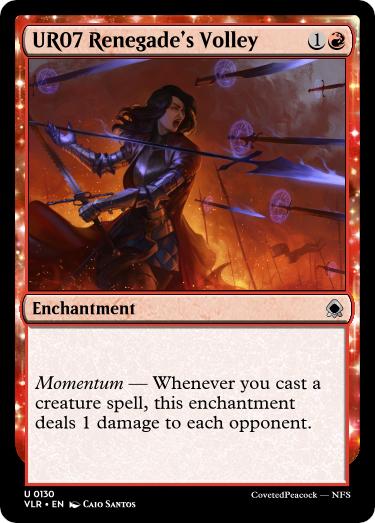 UR07 Renegade's Volley 1
Enchantment
Momentum — Whenever you cast a
creature spell, this enchantment
deals 1 damage to each opponent.
U 0130
VLR • EN Caio Santos
CovetedPeacock — NFS